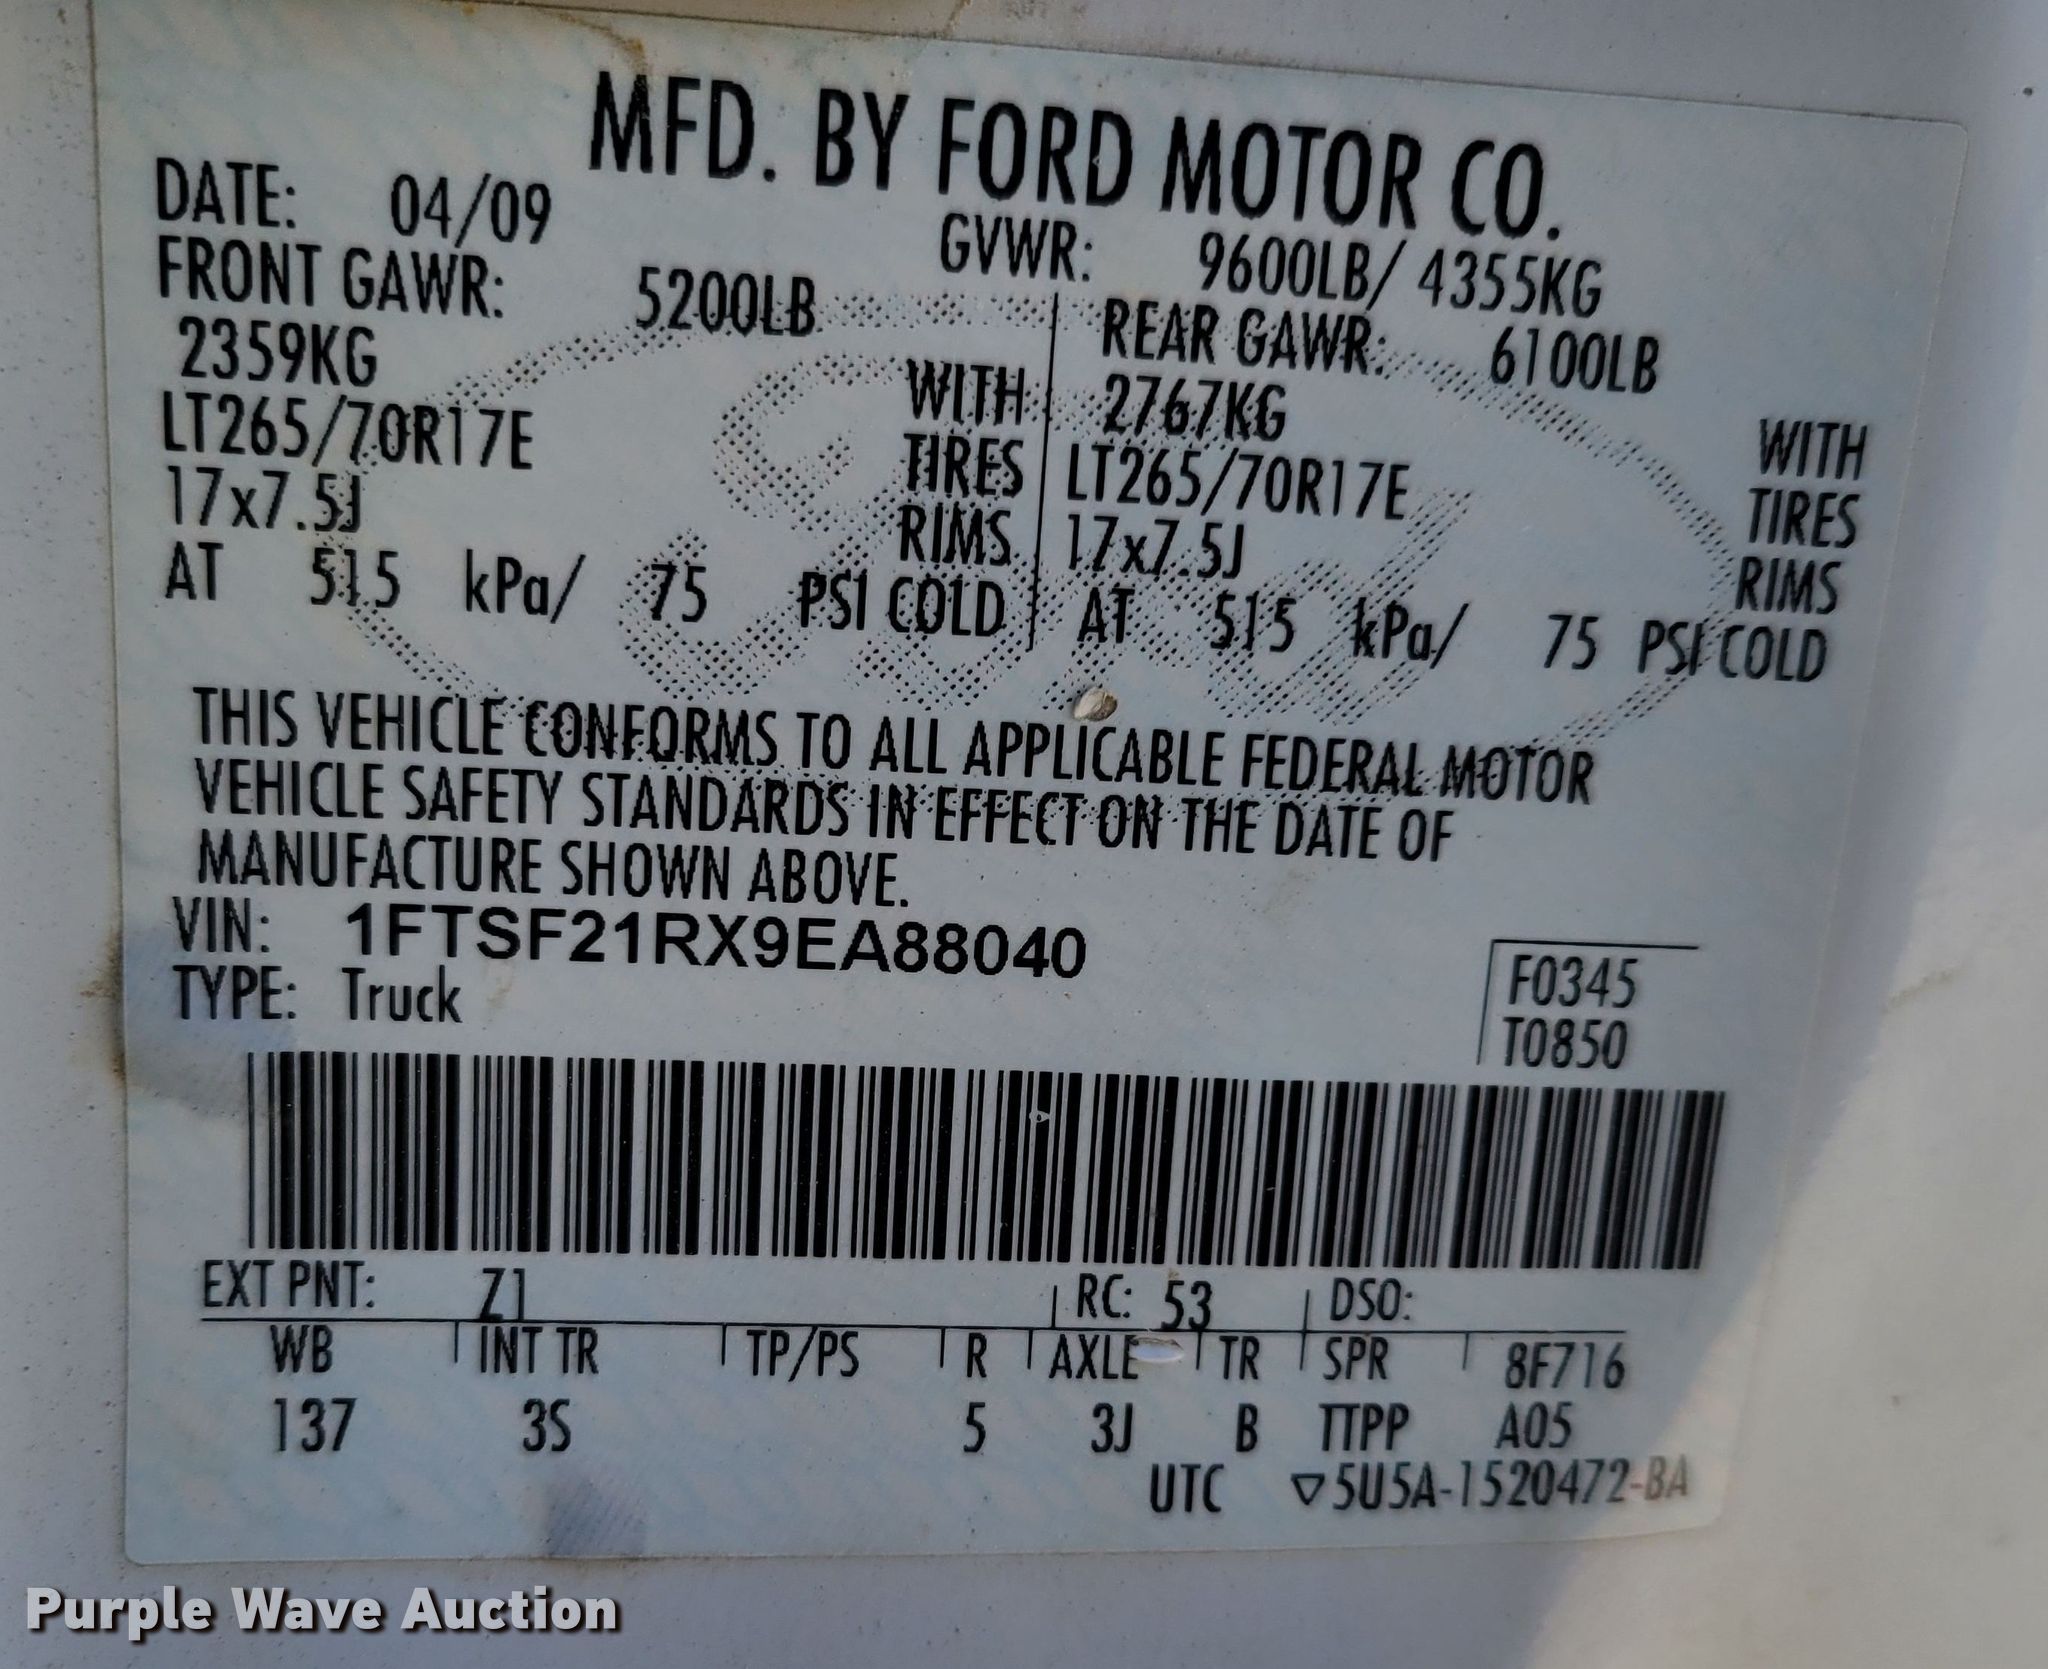 MFD. BY FORD MOTOR CO.
DATE: 04/09 GVWR: 9600LB/ 4355KG
FRONT GAWR: 5200LB REAR GAWR: 6100LB
2359KG WITH 2767KG WITH
LT265/70R17E TIRES LT265/70R17E TIRES
17x7.5J RIMS 17x7.5J RIMS
AT 515 kPa/ 75 PSI COLD AT 515 kPa/ 75 PSI COLD
THIS VEHICLE CONFORMS TO ALL APPLICABLE FEDERAL MOTOR
VEHICLE SAFETY STANDARDS IN EFFECT ON THE DATE OF
MANUFACTURE SHOWN ABOVE.
VIN: 1FTSF21RX9EA88040
TYPE: Truck
F0345
T0850
EXT PNT: Z1 RC: 53 DSO:
WB INT TR TP/PS R AXLE TR SPR 8F716
137 3S 5 3J B TTPP A05
UTC ▽5U5A-1520472-BA
Purple Wave Auction